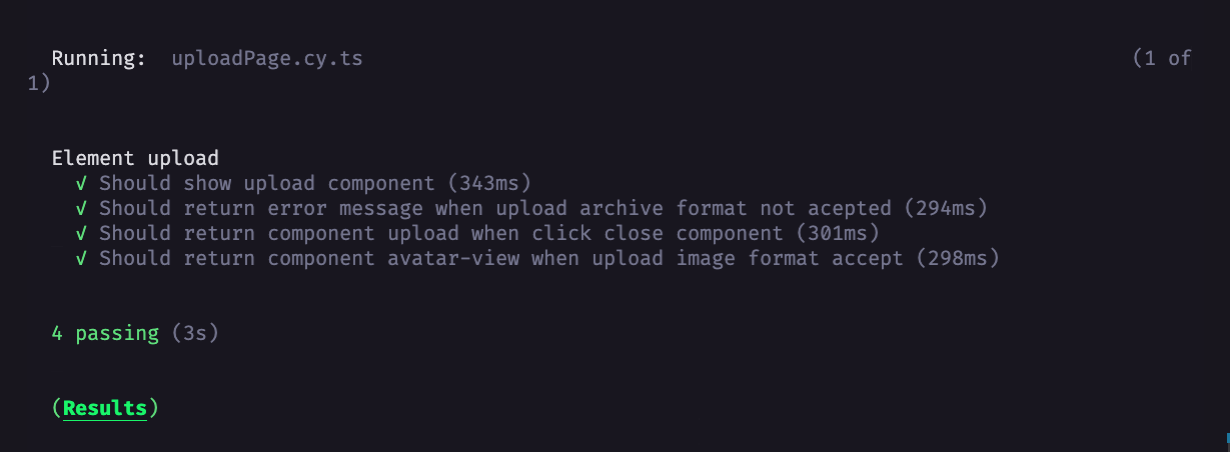 Running:  uploadPage.cy.ts (1 of
1)
Element upload
√ Should show upload component (343ms)
√ Should return error message when upload archive format not acepted (294ms)
√ Should return component upload when click close component (301ms)
√ Should return component avatar-view when upload image format accept (298ms)
4 passing (3s)
(Results)